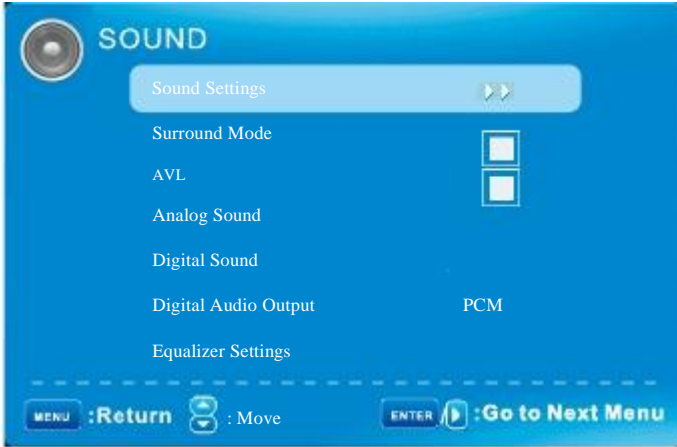 SOUND
Sound Settings
Surround Mode
AVL
Analog Sound
Digital Sound
Digital Audio Output PCM
Equalizer Settings
MENU :Return : Move ENTER / :Go to Next Menu